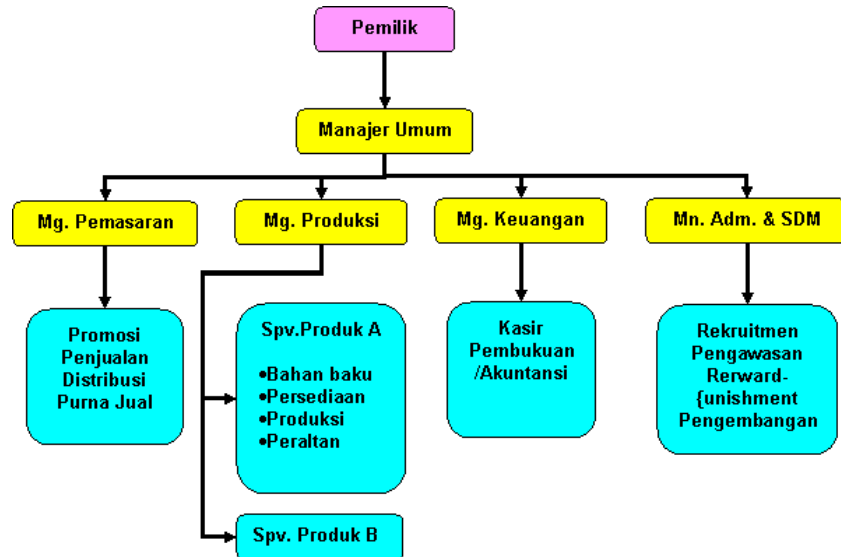 Pemilik
Manajer Umum
Mg. Pemasaran
Mg. Produksi
Mg. Keuangan
Mn. Adm. & SDM
Promosi
Penjualan
Distribusi
Purna Jual
Spv.Produk A
•Bahan baku
•Persediaan
•Produksi
•Peraltan
Kasir
Pembukuan
/Akuntansi
Rekruitmen
Pengawasan
Rerward-
{unishment
Pengembangan
Spv. Produk B